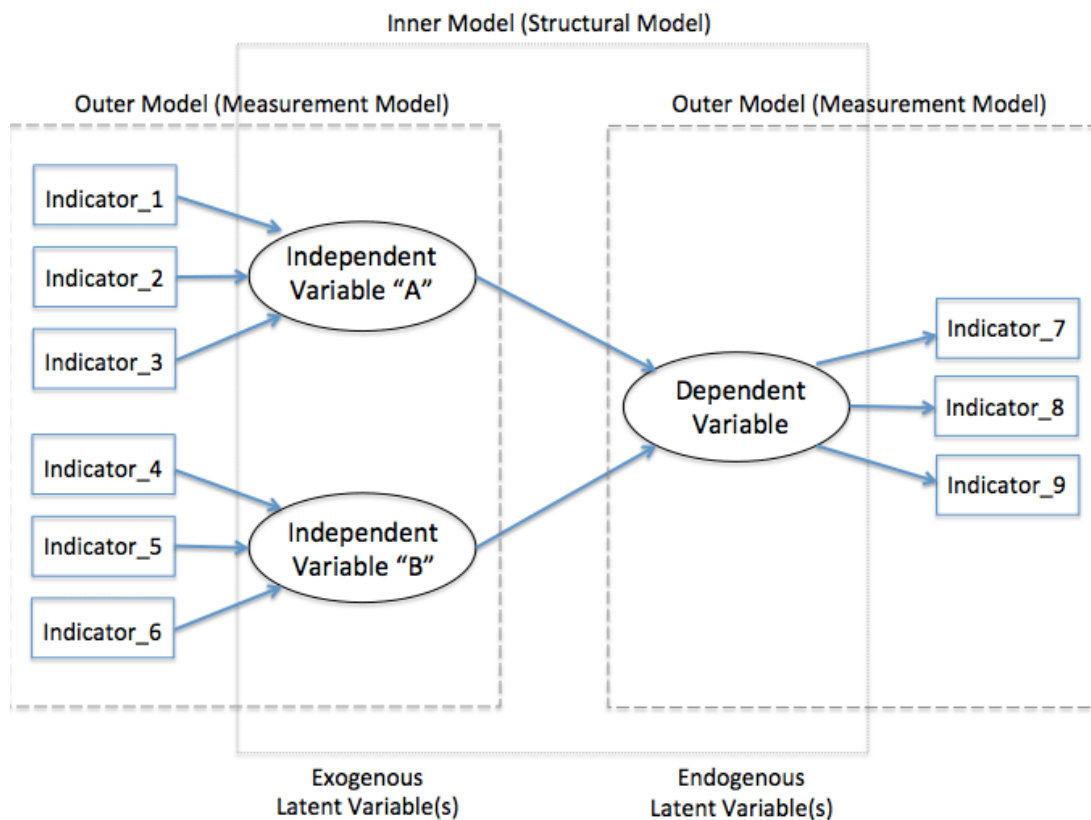 Inner Model (Structural Model)
Outer Model (Measurement Model)
Outer Model (Measurement Model)
Indicator_1
Indicator_2
Indicator_3
Independent
Variable “A”
Indicator_4
Indicator_5
Indicator_6
Independent
Variable “B”
Dependent
Variable
Indicator_7
Indicator_8
Indicator_9
Exogenous
Latent Variable(s)
Endogenous
Latent Variable(s)